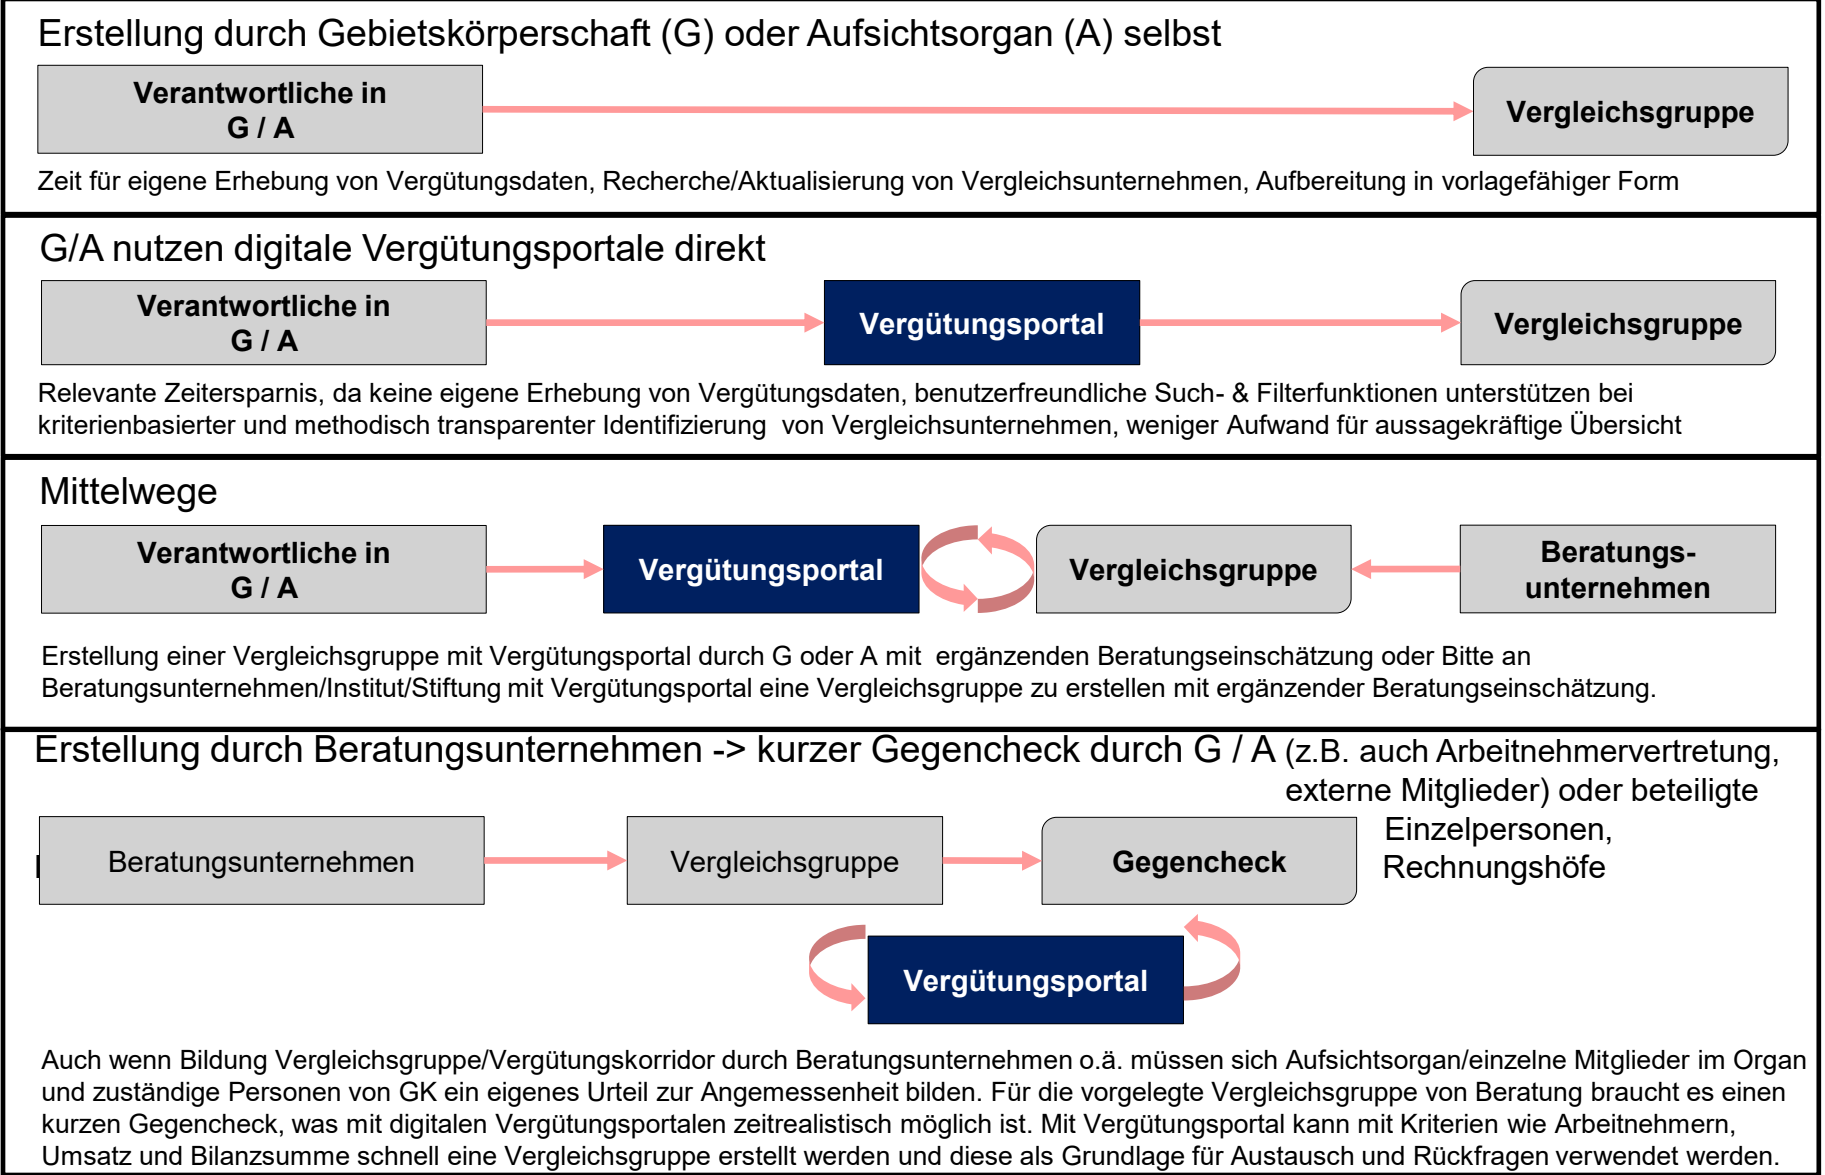 Erstellung durch Gebietskörperschaft (G) oder Aufsichtsorgan (A) selbst
Verantwortliche in
G / A
Vergleichsgruppe
Zeit für eigene Erhebung von Vergütungsdaten, Recherche/Aktualisierung von Vergleichsunternehmen, Aufbereitung in vorlagefähiger Form
G/A nutzen digitale Vergütungsportale direkt
Verantwortliche in
G / A
Vergütungsportal
Vergleichsgruppe
Relevante Zeitersparnis, da keine eigene Erhebung von Vergütungsdaten, benutzerfreundliche Such- & Filterfunktionen unterstützen bei
kriterienbasierter und methodisch transparenter Identifizierung von Vergleichsunternehmen, weniger Aufwand für aussagekräftige Übersicht
Mittelwege
Verantwortliche in
G / A
Vergütungsportal
Vergleichsgruppe
Beratungs-
unternehmen
Erstellung einer Vergleichsgruppe mit Vergütungsportal durch G oder A mit ergänzenden Beratungseinschätzung oder Bitte an
Beratungsunternehmen/Institut/Stiftung mit Vergütungsportal eine Vergleichsgruppe zu erstellen mit ergänzender Beratungseinschätzung.
Erstellung durch Beratungsunternehmen -> kurzer Gegencheck durch G / A (z.B. auch Arbeitnehmervertretung,
externe Mitglieder) oder beteiligte
Einzelpersonen,
Rechnungshöfe
Beratungsunternehmen
Vergleichsgruppe
Gegencheck
Vergütungsportal
Auch wenn Bildung Vergleichsgruppe/Vergütungskorridor durch Beratungsunternehmen o.ä. müssen sich Aufsichtsorgan/einzelne Mitglieder im Organ
und zuständige Personen von GK ein eigenes Urteil zur Angemessenheit bilden. Für die vorgelegte Vergleichsgruppe von Beratung braucht es einen
kurzen Gegencheck, was mit digitalen Vergütungsportalen zeitrealistisch möglich ist. Mit Vergütungsportal kann mit Kriterien wie Arbeitnehmern,
Umsatz und Bilanzsumme schnell eine Vergleichsgruppe erstellt werden und diese als Grundlage für Austausch und Rückfragen verwendet werden.